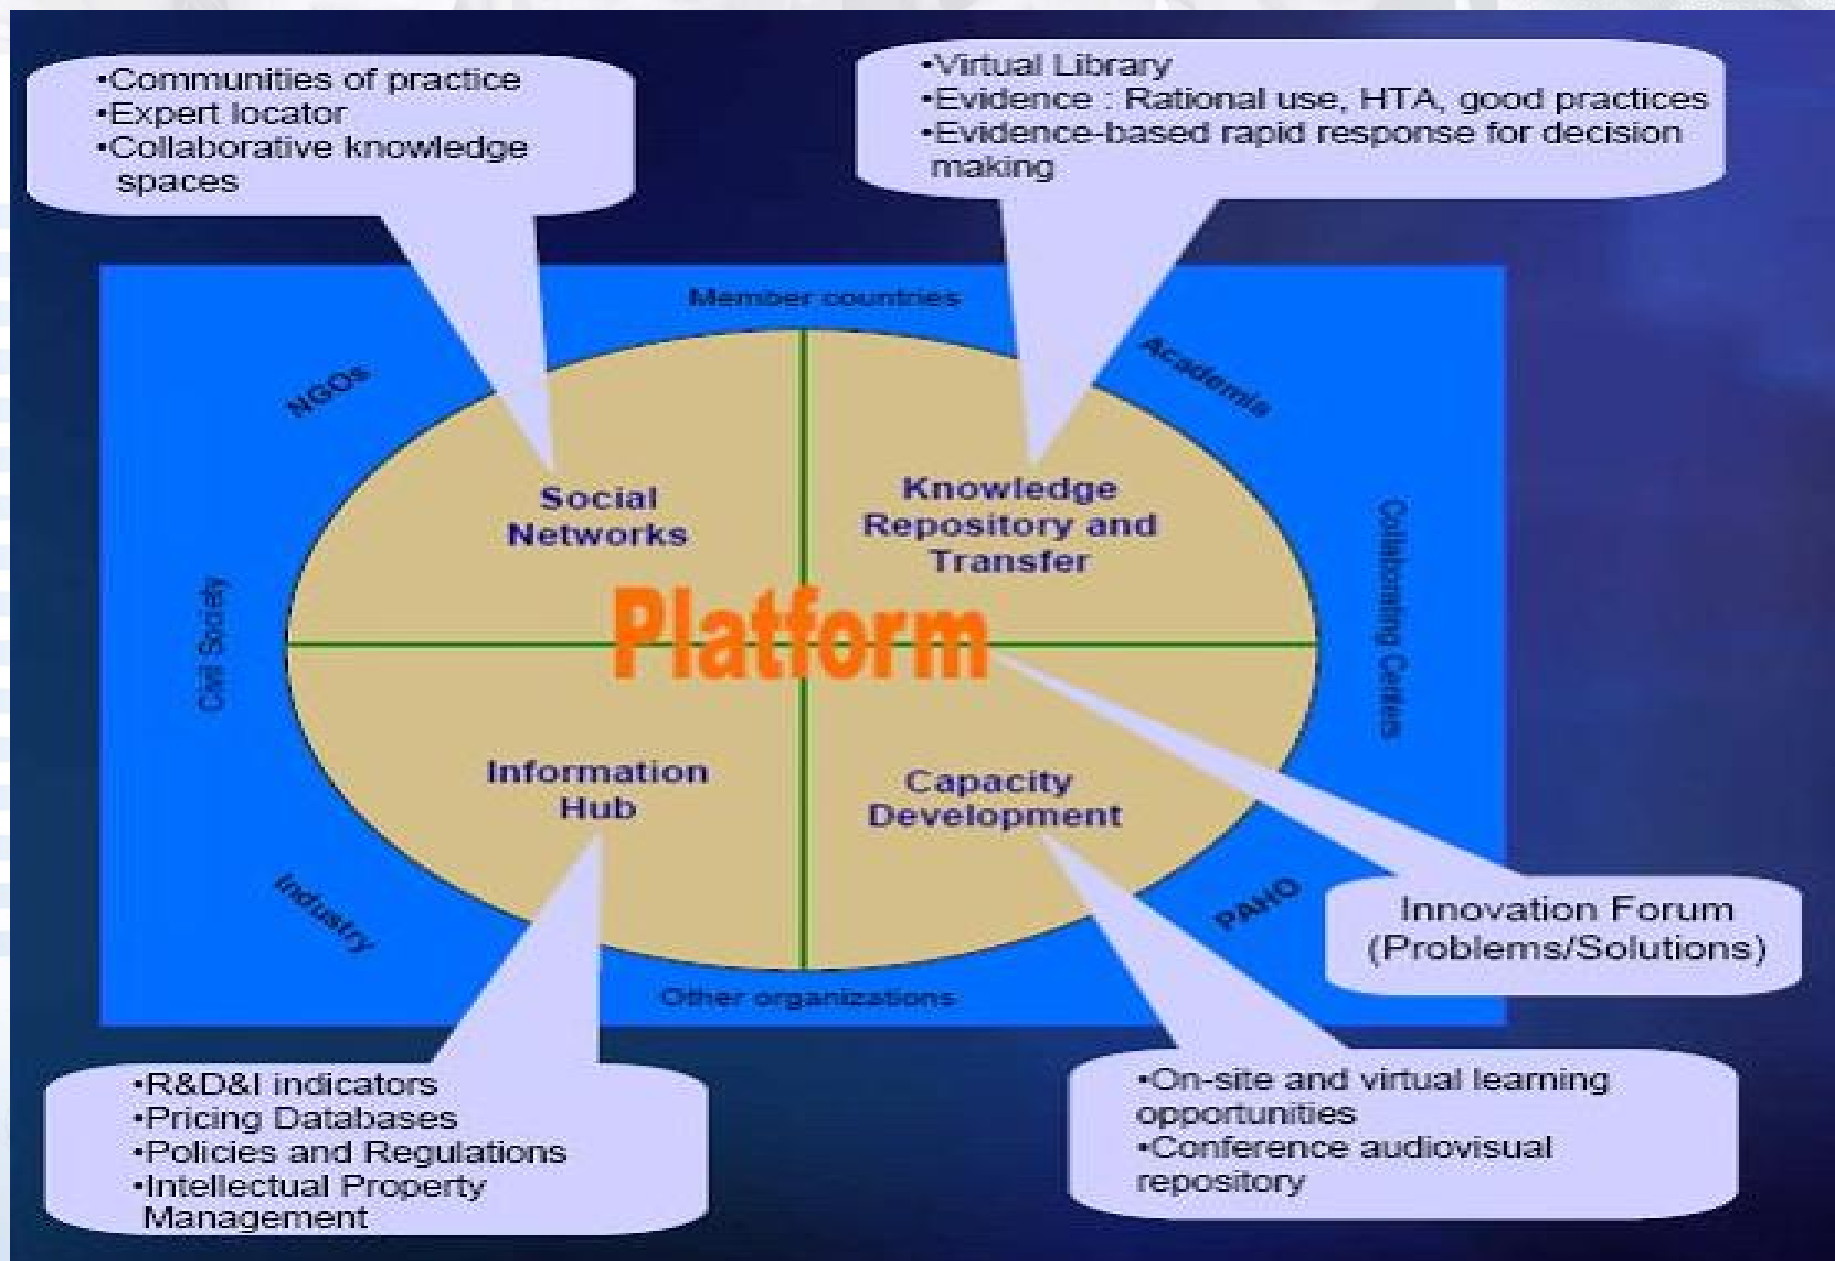 •Communities of practice
•Expert locator
•Collaborative knowledge
spaces
•Virtual Library
•Evidence : Rational use, HTA, good practices
•Evidence-based rapid response for decision
making
Member countries
NGOs
Academia
Social
Networks
Knowledge
Repository and
Transfer
Civil Society
Collaborating Centers
Platform
Information
Hub
Capacity
Development
Industry
PAHO
Innovation Forum
(Problems/Solutions)
Other organizations
•R&D&I indicators
•Pricing Databases
•Policies and Regulations
•Intellectual Property
Management
•On-site and virtual learning
opportunities
•Conference audiovisual
repository